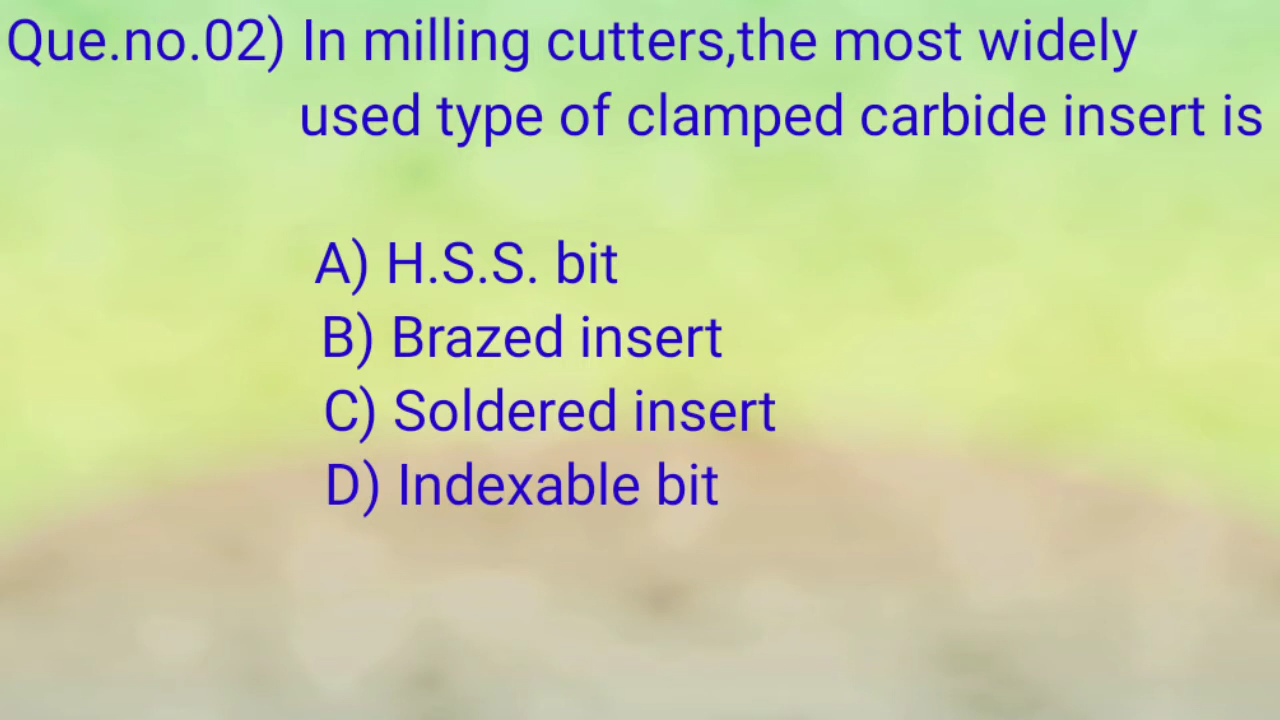 Que.no.02) In milling cutters,the most widely
used type of clamped carbide insert is
A) H.S.S. bit
B) Brazed insert
C) Soldered insert
D) Indexable bit